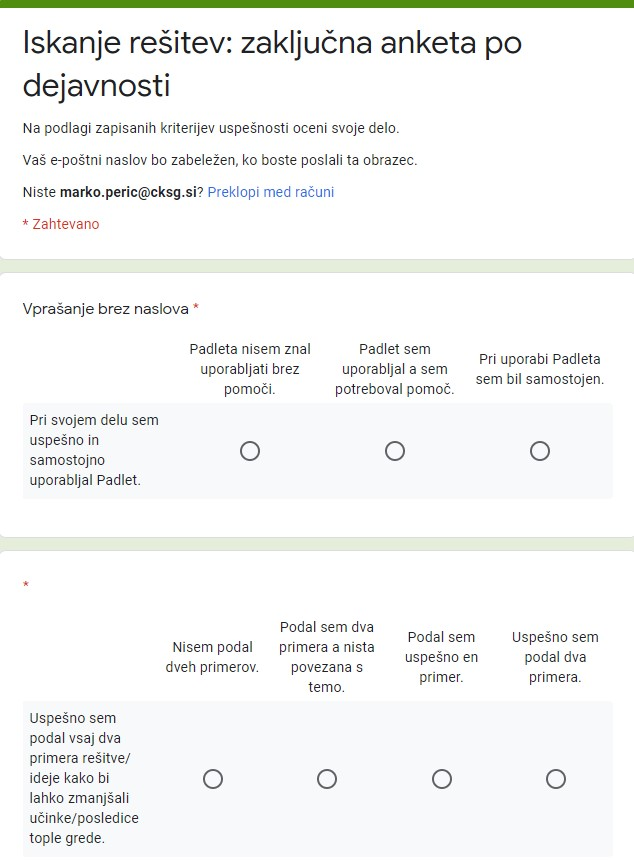 Iskanje rešitev: zaključna anketa po
dejavnosti
Na podlagi zapisanih kriterijev uspešnosti oceni svoje delo.
Vaš e-poštni naslov bo zabeležen, ko boste poslali ta obrazec.
Niste marko.peric@cksg.si? Preklopi med računi
* Zahtevano
Vprašanje brez naslova *
Padleta nisem znal
uporabljati brez
pomoči.
Padlet sem
uporabljal a sem
potreboval pomoč.
Pri uporabi Padleta
sem bil samostojen.
Pri svojem delu sem
uspešno in
samostojno
uporabljal Padlet.
*
Nisem podal
dveh primerov.
Podal sem dva
primera a nista
povezana s
temo.
Podal sem
uspešno en
primer.
Uspešno sem
podal dva
primera.
Uspešno sem
podal vsaj dva
primera rešitve/
ideje kako bi
lahko zmanjšali
učinke/posledice
tople grede.